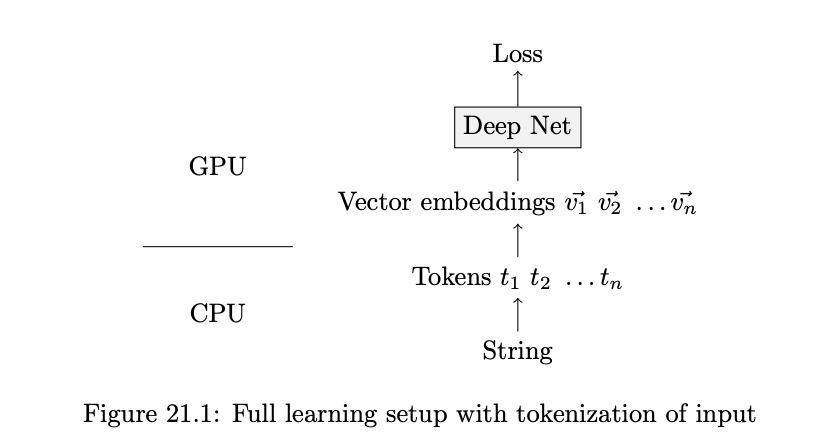 Loss
Deep Net
GPU
Vector embeddings $\vec{v_1}$ $\vec{v_2}$ $\ldots \vec{v_n}$
Tokens $t_1$ $t_2$ $\ldots t_n$
CPU
String
Figure 21.1: Full learning setup with tokenization of input